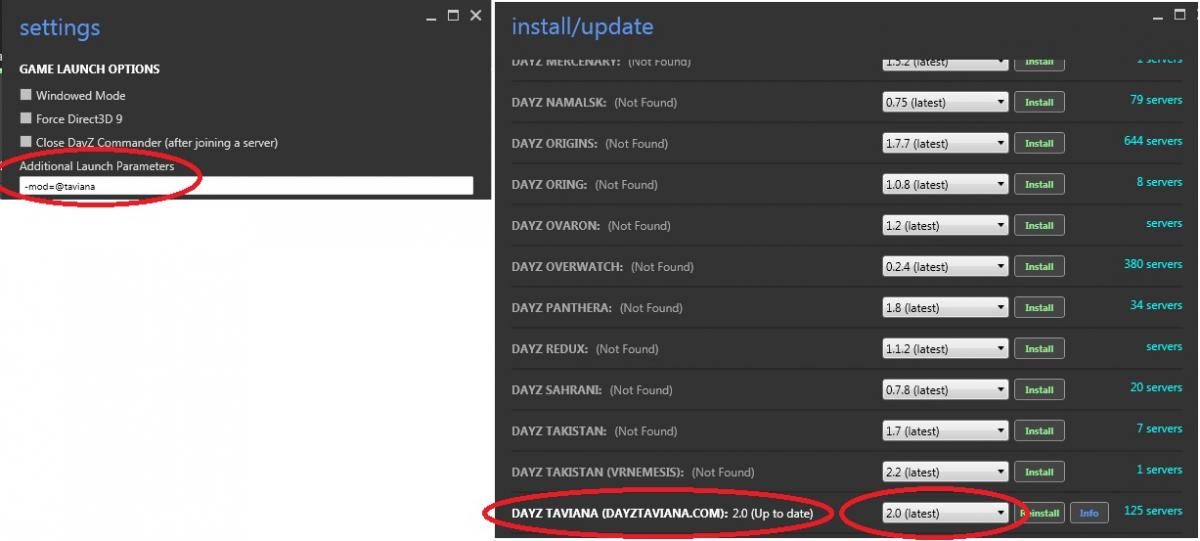 settings
GAME LAUNCH OPTIONS
Windowed Mode
Force Direct3D 9
Close DayZ Commander (after joining a server)
Additional Launch Parameters
-mod=@taviana
install/update
DAYZ MERCENARY: (Not Found) 1.5.2 (latest) Install 2 servers
DAYZ NAMALSK: (Not Found) 0.75 (latest) Install 79 servers
DAYZ ORIGINS: (Not Found) 1.7.7 (latest) Install 644 servers
DAYZ ORING: (Not Found) 1.0.8 (latest) Install 8 servers
DAYZ OVARON: (Not Found) 1.2 (latest) Install servers
DAYZ OVERWATCH: (Not Found) 0.2.4 (latest) Install 380 servers
DAYZ PANTHERA: (Not Found) 1.8 (latest) Install 34 servers
DAYZ REDUX: (Not Found) 1.1.2 (latest) Install servers
DAYZ SAHRANI: (Not Found) 0.7.8 (latest) Install 20 servers
DAYZ TAKISTAN: (Not Found) 1.7 (latest) Install 7 servers
DAYZ TAKISTAN (VRNEMESIS): (Not Found) 2.2 (latest) Install 1 servers
DAYZ TAVIANA (DAYZTAVIANA.COM): 2.0 (Up to date) 2.0 (latest) Reinstall Info 125 servers